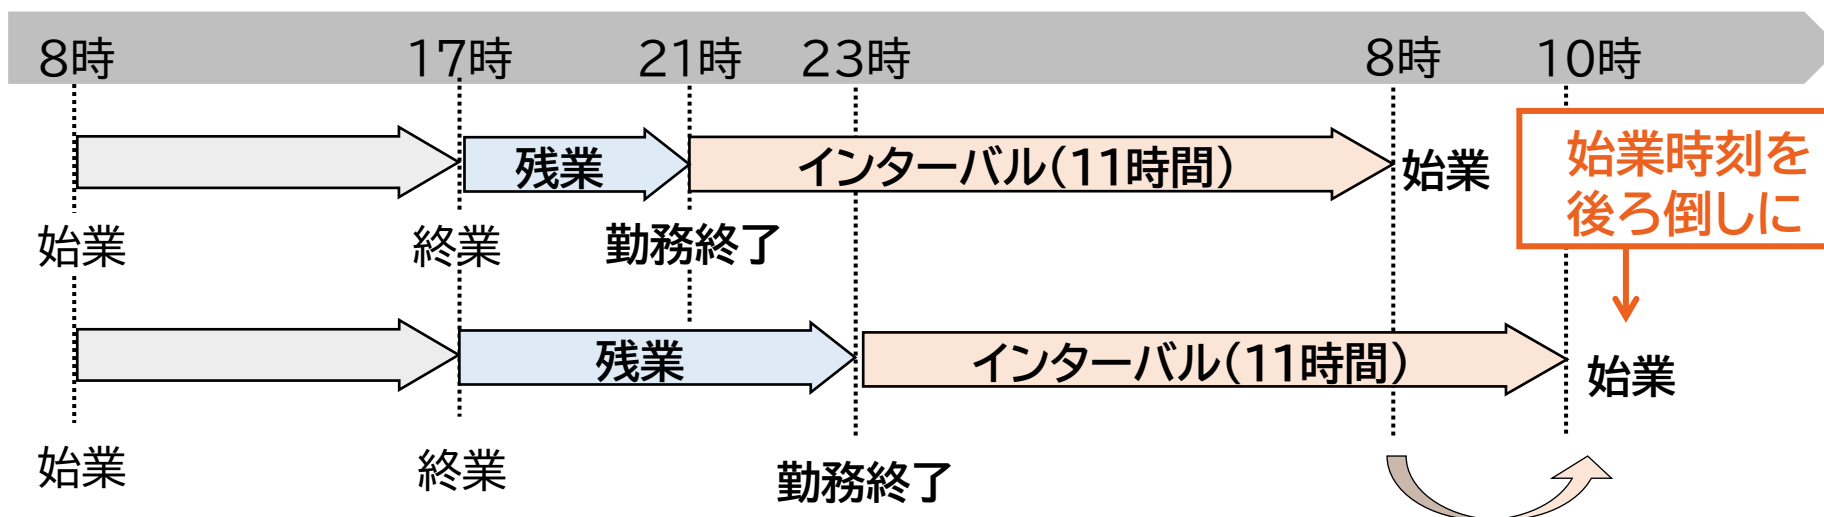 8時 17時 21時 23時 8時 10時
残業 インターバル(11時間) 始業
始業時刻を
後ろ倒しに
始業 終業 勤務終了
残業 インターバル(11時間) 始業
始業 終業 勤務終了